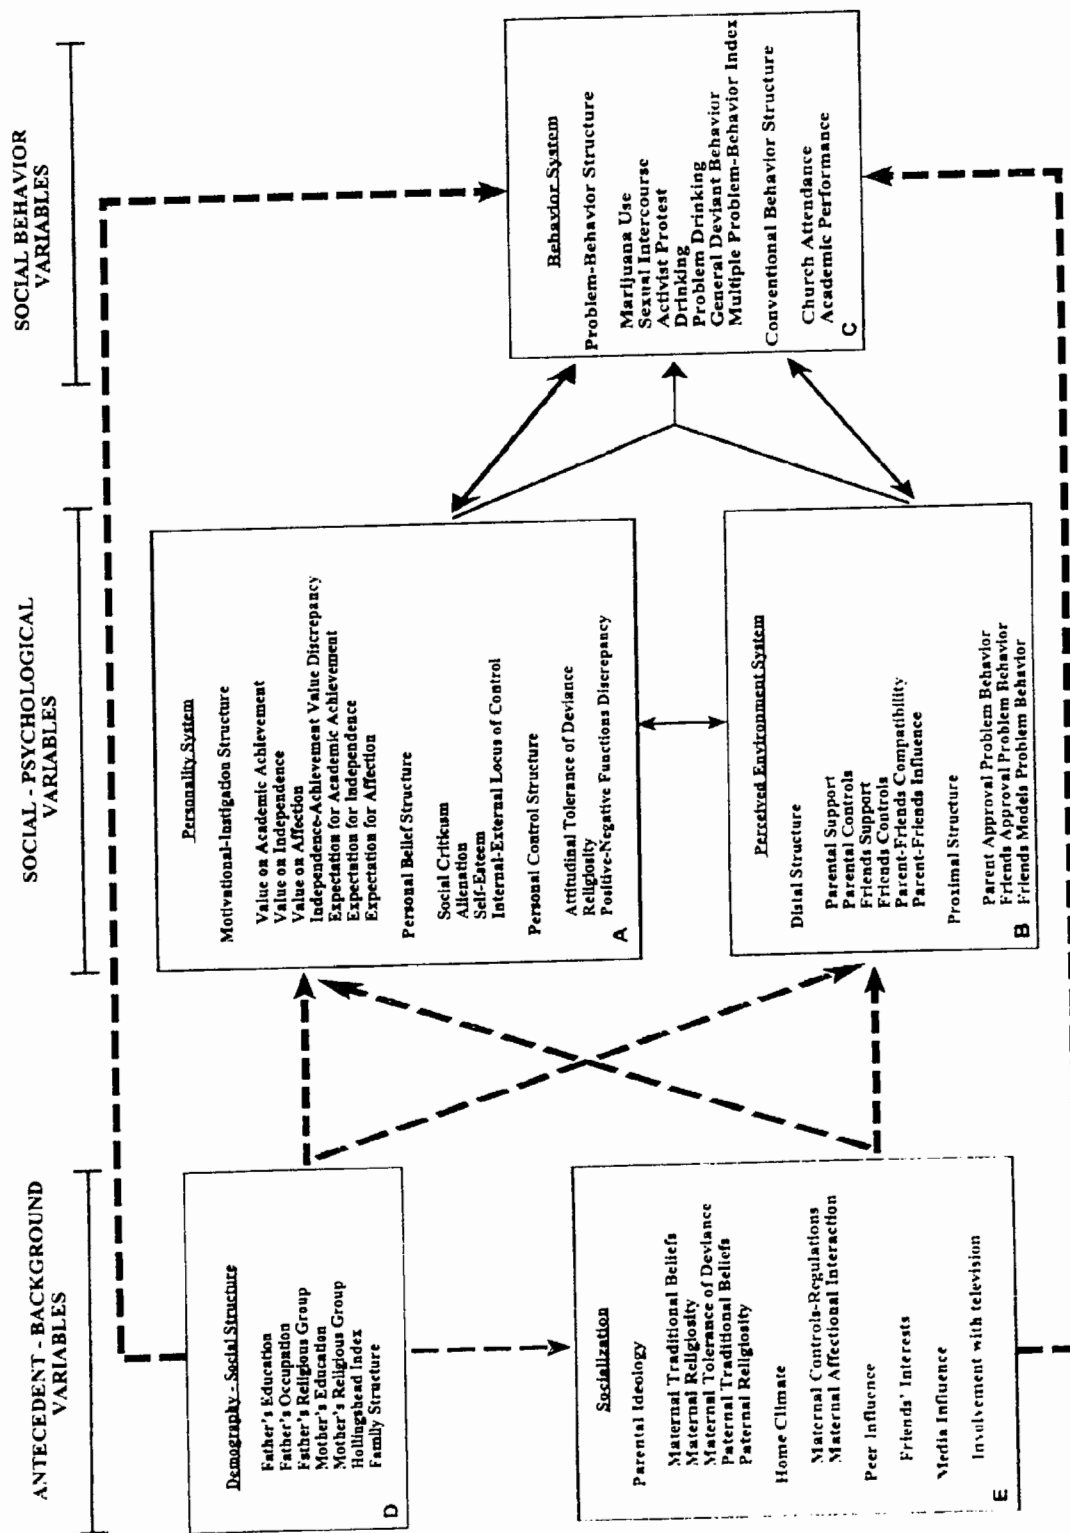 ANTECEDENT - BACKGROUND
VARIABLES
SOCIAL - PSYCHOLOGICAL
VARIABLES
SOCIAL BEHAVIOR
VARIABLES
Demography - Social Structure
Father's Education
Father's Occupation
Father's Religious Group
Mother's Education
Mother's Religious Group
Hollingshead Index
Family Structure
D
Socialization
Parental Ideology
Maternal Traditional Beliefs
Maternal Religiosity
Maternal Tolerance of Deviance
Paternal Traditional Beliefs
Paternal Religiosity
Home Climate
Maternal Controls-Regulations
Maternal Affectional Interaction
Peer Influence
Friends' Interests
Media Influence
Involvement with television
E
Personality System
Motivational-Instigation Structure
Value on Academic Achievement
Value on Independence
Value on Affection
Independence-Achievement Value Discrepancy
Expectation for Academic Achievement
Expectation for Independence
Expectation for Affection
Personal Belief Structure
Social Criticism
Alienation
Self-Esteem
Internal-External Locus of Control
Personal Control Structure
Attitudinal Tolerance of Deviance
Religiosity
Positive-Negative Functions Discrepancy
A
Perceived Environment System
Distal Structure
Parental Support
Parental Controls
Friends Support
Friends Controls
Parent-Friends Compatibility
Parent-Friends Influence
Proximal Structure
Parent Approval Problem Behavior
Friends Approval Problem Behavior
Friends Models Problem Behavior
B
Behavior System
Problem-Behavior Structure
Marijuana Use
Sexual Intercourse
Activist Protest
Drinking
Problem Drinking
General Deviant Behavior
Multiple Problem-Behavior Index
Conventional Behavior Structure
Church Attendance
Academic Performance
C